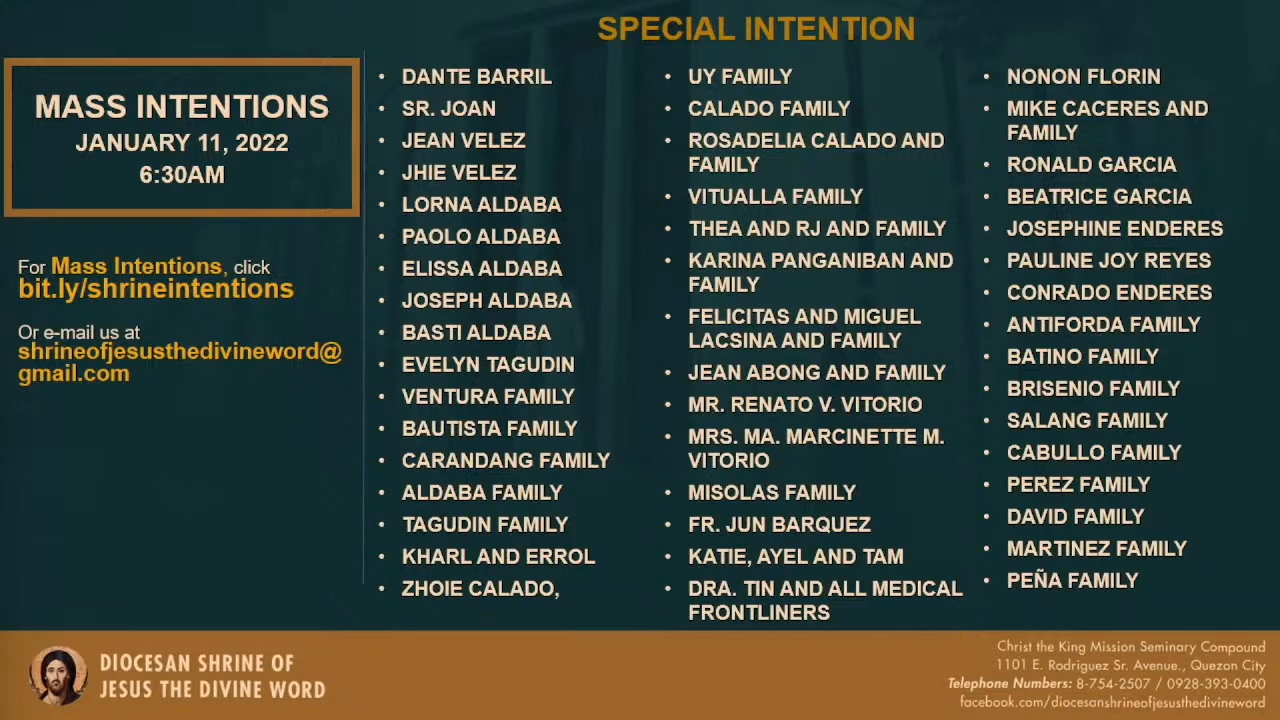 SPECIAL INTENTION
MASS INTENTIONS
JANUARY 11, 2022
6:30AM
For Mass Intentions, click
bit.ly/shrineintentions
Or e-mail us at
shrineofjesusthedivineword@
gmail.com
• DANTE BARRIL
• SR. JOAN
• JEAN VELEZ
• JHIE VELEZ
• LORNA ALDABA
• PAOLO ALDABA
• ELISSA ALDABA
• JOSEPH ALDABA
• BASTI ALDABA
• EVELYN TAGUDIN
• VENTURA FAMILY
• BAUTISTA FAMILY
• CARANDANG FAMILY
• ALDABA FAMILY
• TAGUDIN FAMILY
• KHARL AND ERROL
• ZHOIE CALADO,
• UY FAMILY
• CALADO FAMILY
• ROSADELIA CALADO AND
FAMILY
• VITUALLA FAMILY
• THEA AND RJ AND FAMILY
• KARINA PANGANIBAN AND
FAMILY
• FELICITAS AND MIGUEL
LACSINA AND FAMILY
• JEAN ABONG AND FAMILY
• MR. RENATO V. VITORIO
• MRS. MA. MARCINETTE M.
VITORIO
• MISOLAS FAMILY
• FR. JUN BARQUEZ
• KATIE, AYEL AND TAM
• DRA. TIN AND ALL MEDICAL
FRONTLINERS
• NONON FLORIN
• MIKE CACERES AND
FAMILY
• RONALD GARCIA
• BEATRICE GARCIA
• JOSEPHINE ENDERES
• PAULINE JOY REYES
• CONRADO ENDERES
• ANTIFORDA FAMILY
• BATINO FAMILY
• BRISENIO FAMILY
• SALANG FAMILY
• CABULLO FAMILY
• PEREZ FAMILY
• DAVID FAMILY
• MARTINEZ FAMILY
• PEÑA FAMILY
DIOCESAN SHRINE OF
JESUS THE DIVINE WORD
Christ the King Mission Seminary Compound
1101 E. Rodriguez Sr. Avenue., Quezon City
Telephone Numbers: 8-754-2507 / 0928-393-0400
facebook.com/diocesanshrineofjesusthedivineword